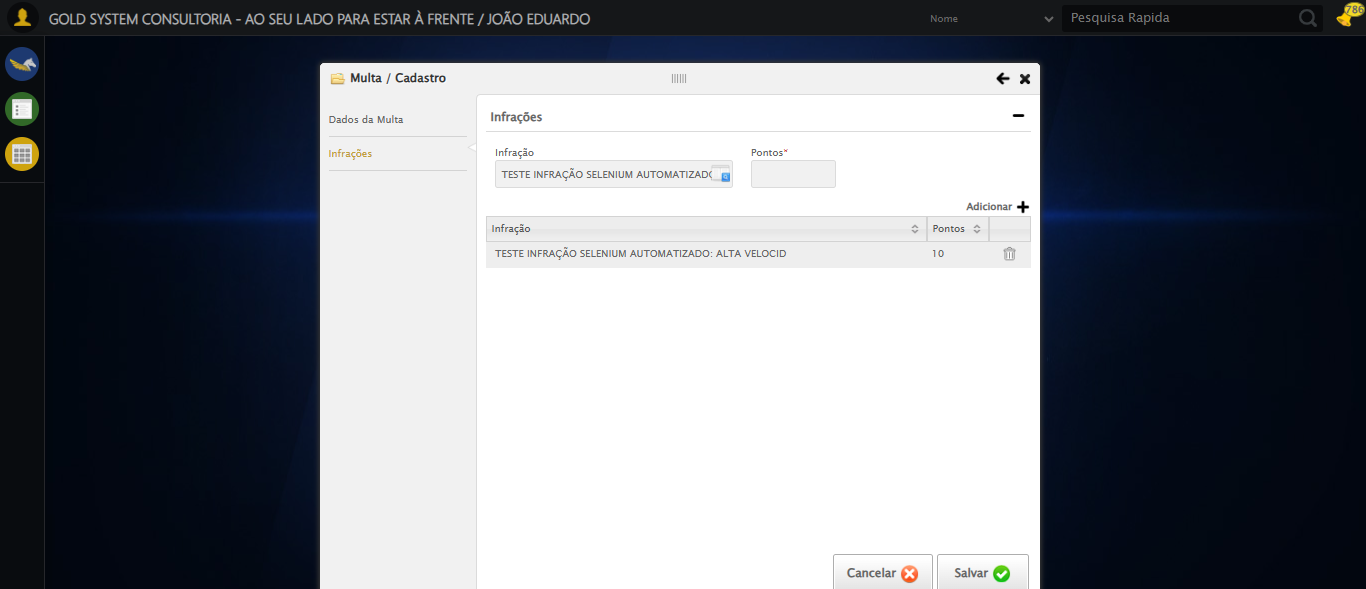 GOLD SYSTEM CONSULTORIA - AO SEU LADO PARA ESTAR À FRENTE / JOÃO EDUARDO
Nome
Pesquisa Rapida
786
Multa / Cadastro
Dados da Multa
Infrações
Infrações
Infração
Pontos*
TESTE INFRAÇÃO SELENIUM AUTOMATIZADO
Adicionar
Infração
Pontos
TESTE INFRAÇÃO SELENIUM AUTOMATIZADO: ALTA VELOCID
10
Cancelar
Salvar